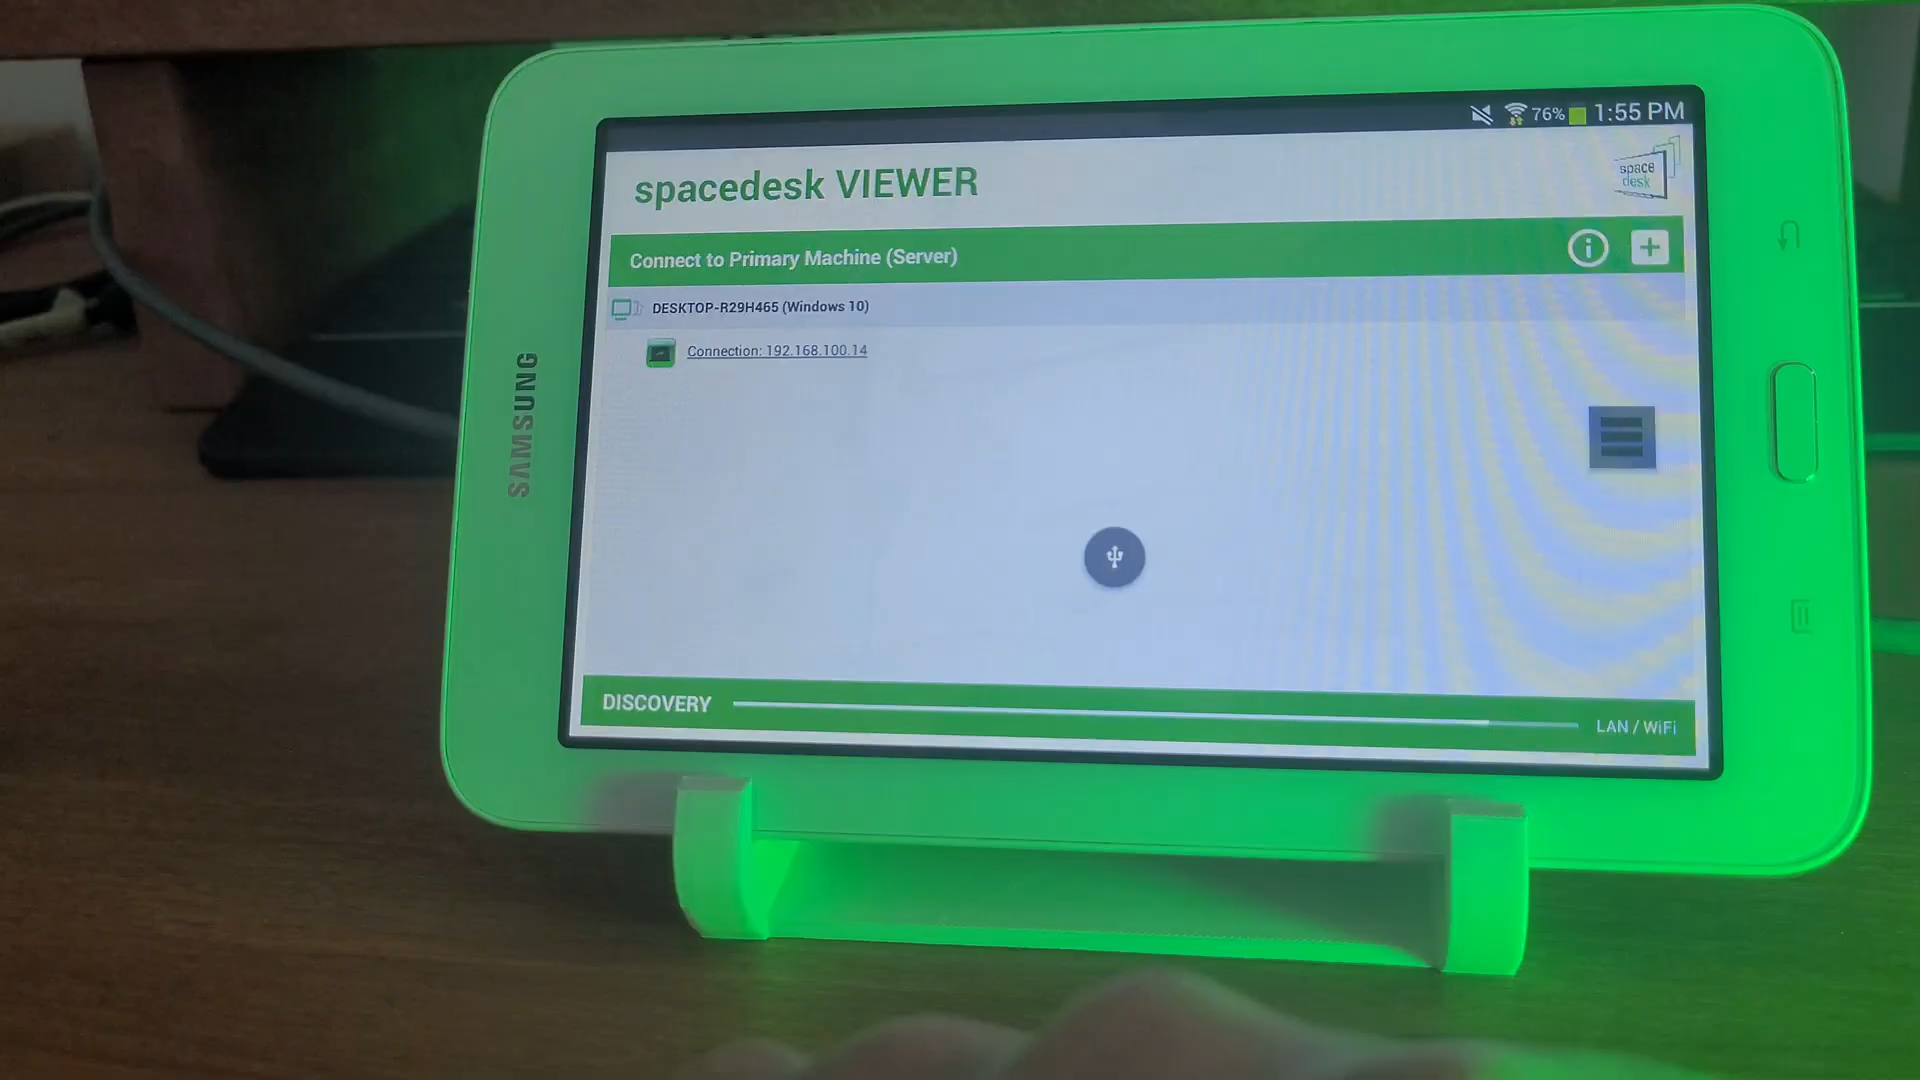 76% 1:55 PM
spacedesk VIEWER
space
desk
Connect to Primary Machine (Server)
DESKTOP-R29H465 (Windows 10)
Connection: 192.168.100.14
SAMSUNG
DISCOVERY
LAN / WiFi